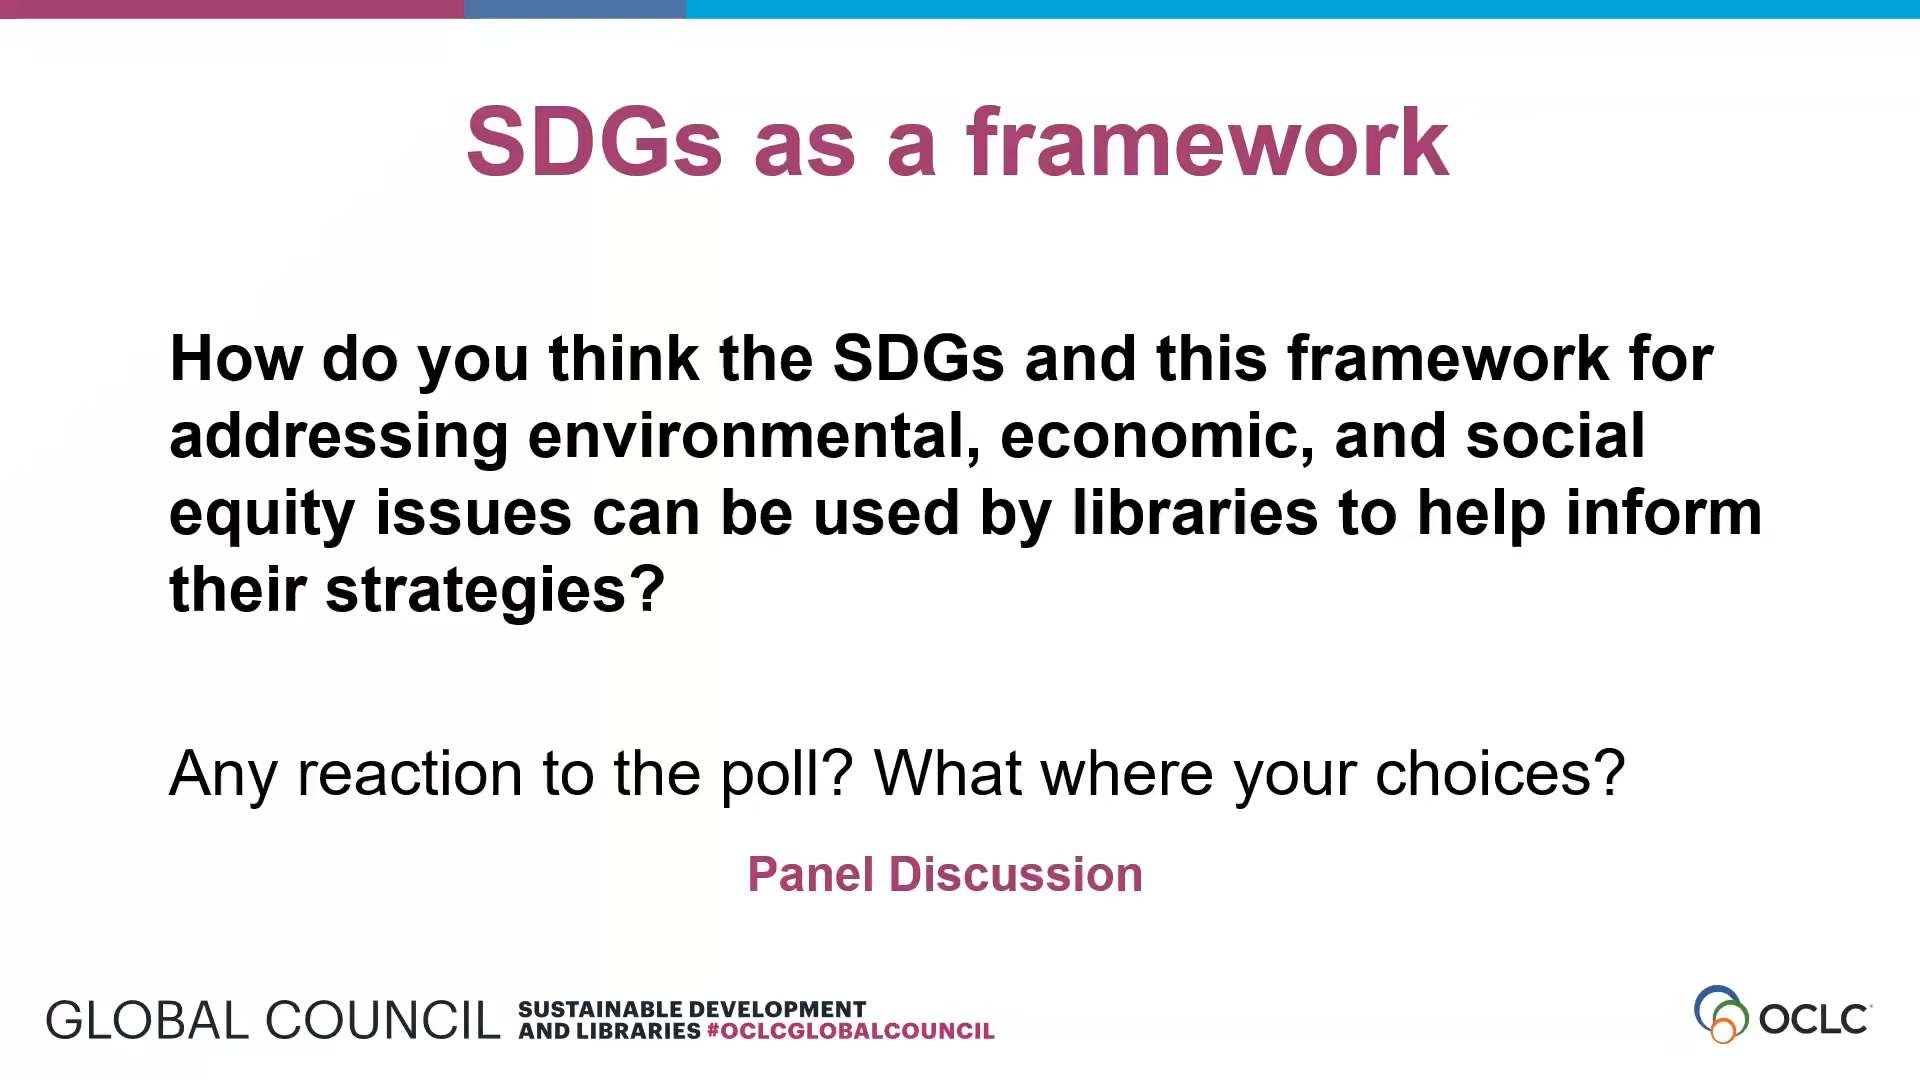 SDGs as a framework
How do you think the SDGs and this framework for
addressing environmental, economic, and social
equity issues can be used by libraries to help inform
their strategies?
Any reaction to the poll? What where your choices?
Panel Discussion
GLOBAL COUNCIL
SUSTAINABLE DEVELOPMENT
AND LIBRARIES #OCLCGLOBALCOUNCIL
OCLC